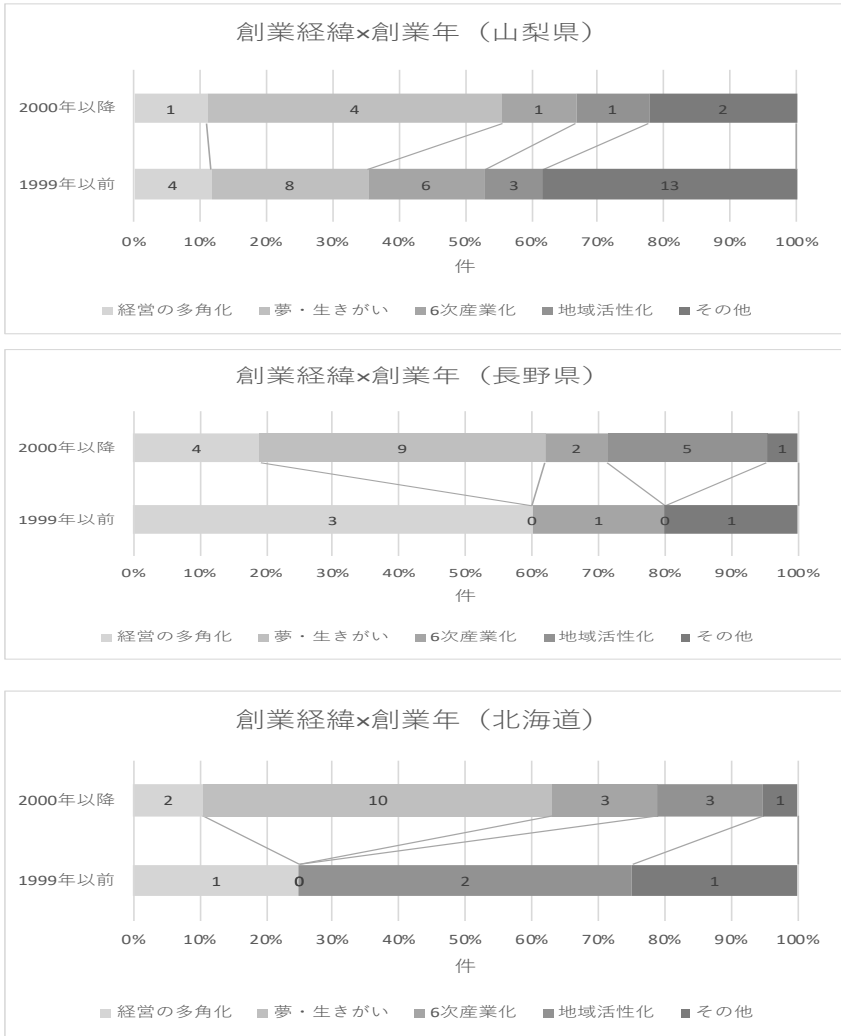 創業経緯×創業年（山梨県）
2000年以降 1 4 1 1 2
1999年以前 4 8 6 3 13
0% 10% 20% 30% 40% 50% 60% 70% 80% 90% 100%
件
経営の多角化 夢・生きがい 6次産業化 地域活性化 その他
創業経緯×創業年（長野県）
2000年以降 4 9 2 5 1
1999年以前 3 0 1 0 1
0% 10% 20% 30% 40% 50% 60% 70% 80% 90% 100%
件
経営の多角化 夢・生きがい 6次産業化 地域活性化 その他
創業経緯×創業年（北海道）
2000年以降 2 10 3 3 1
1999年以前 1 0 2 1
0% 10% 20% 30% 40% 50% 60% 70% 80% 90% 100%
件
経営の多角化 夢・生きがい 6次産業化 地域活性化 その他